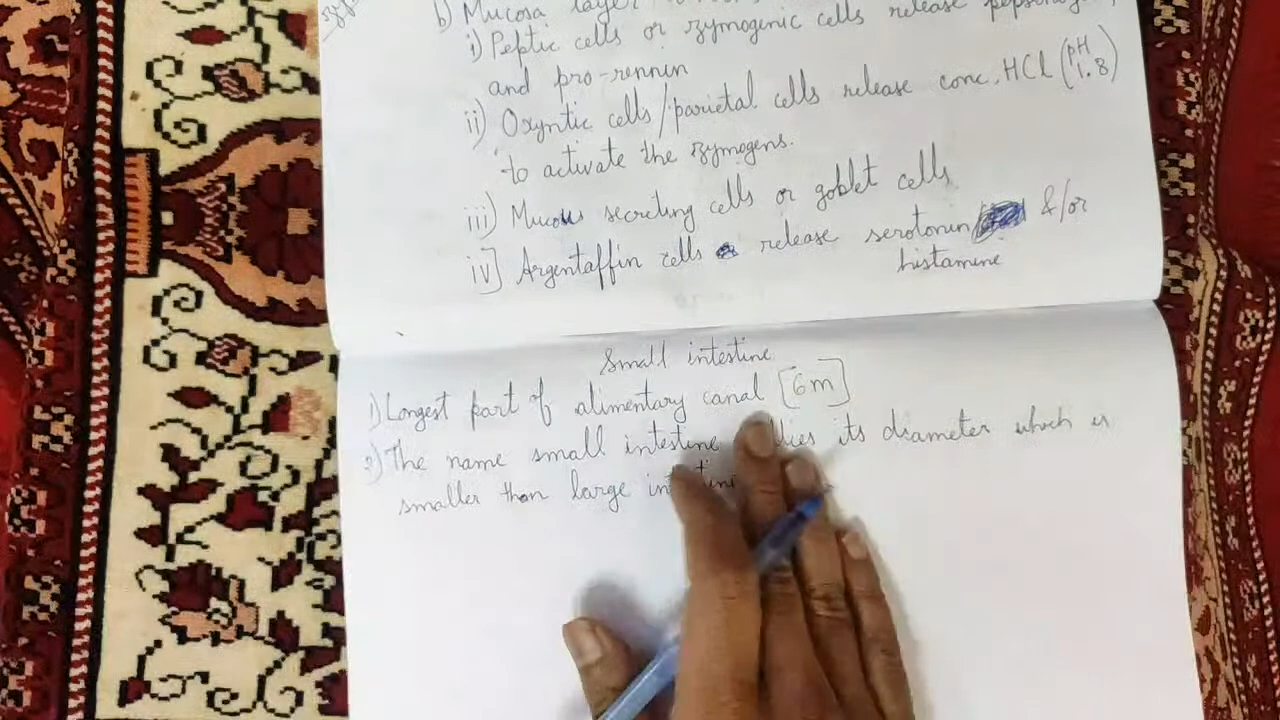 b) Mucosa layer
i) Peptic cells or zymogenic cells release pepsinogen,
and pro-rennin
ii) Oxyntic cells/parietal cells release conc. HCl (pH 1.8)
to activate the zymogens.
iii) Mucous secreting cells or goblet cells
iv] Argentaffin cells release serotonin &/or
histamine
Small intestine
1) Longest part of alimentary canal [6m]
2) The name small intestine its diameter which is
smaller than large